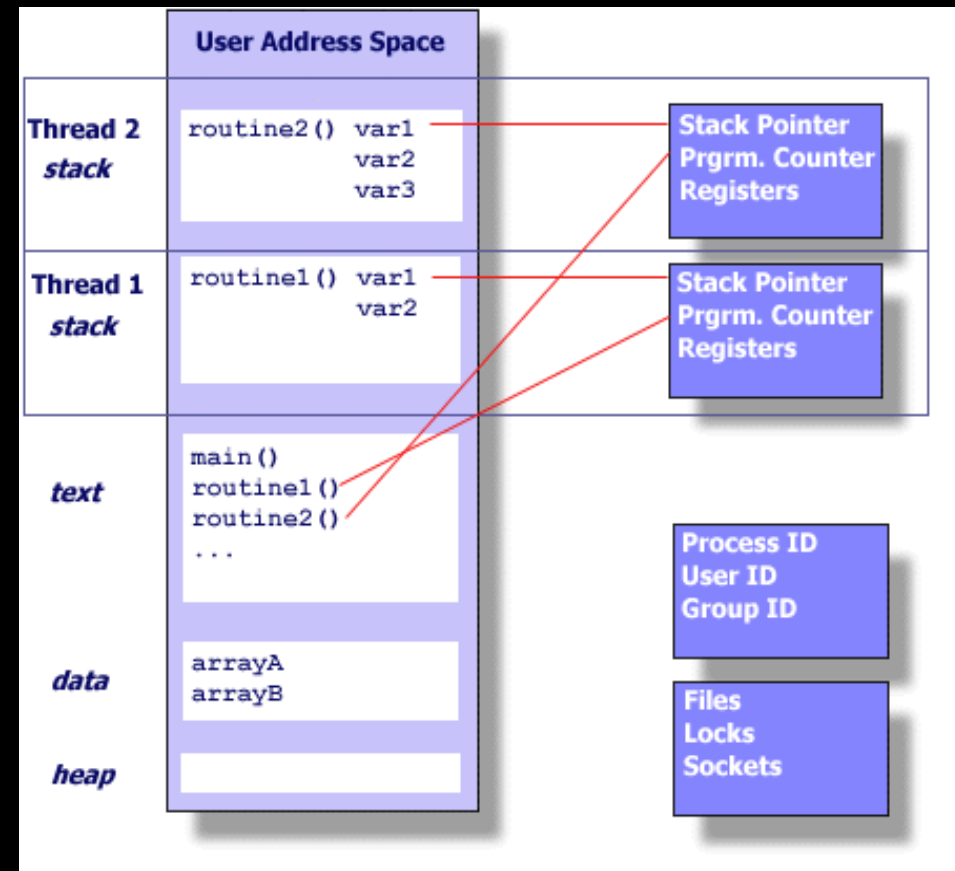 User Address Space
Thread 2
stack
routine2() var1
var2
var3
Stack Pointer
Prgrm. Counter
Registers
Thread 1
stack
routine1() var1
var2
Stack Pointer
Prgrm. Counter
Registers
text
main()
routine1()
routine2()
...
Process ID
User ID
Group ID
data
arrayA
arrayB
Files
Locks
Sockets
heap